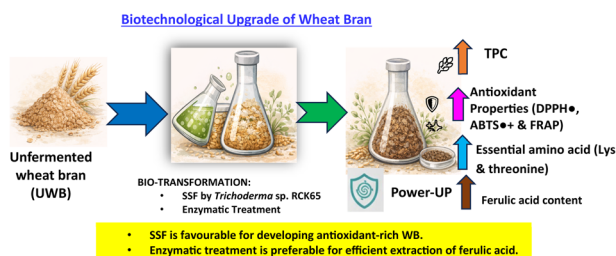 Biotechnological Upgrade of Wheat Bran
TPC
Antioxidant
Properties (DPPH●,
ABTS●+ & FRAP)
Essential amino acid (Lys
& threonine)
Unfermented
wheat bran
(UWB)
BIO-TRANSFORMATION:
• SSF by Trichoderma sp. RCK65
• Enzymatic Treatment
Power-UP
Ferulic acid content
• SSF is favourable for developing antioxidant-rich WB.
• Enzymatic treatment is preferable for efficient extraction of ferulic acid.